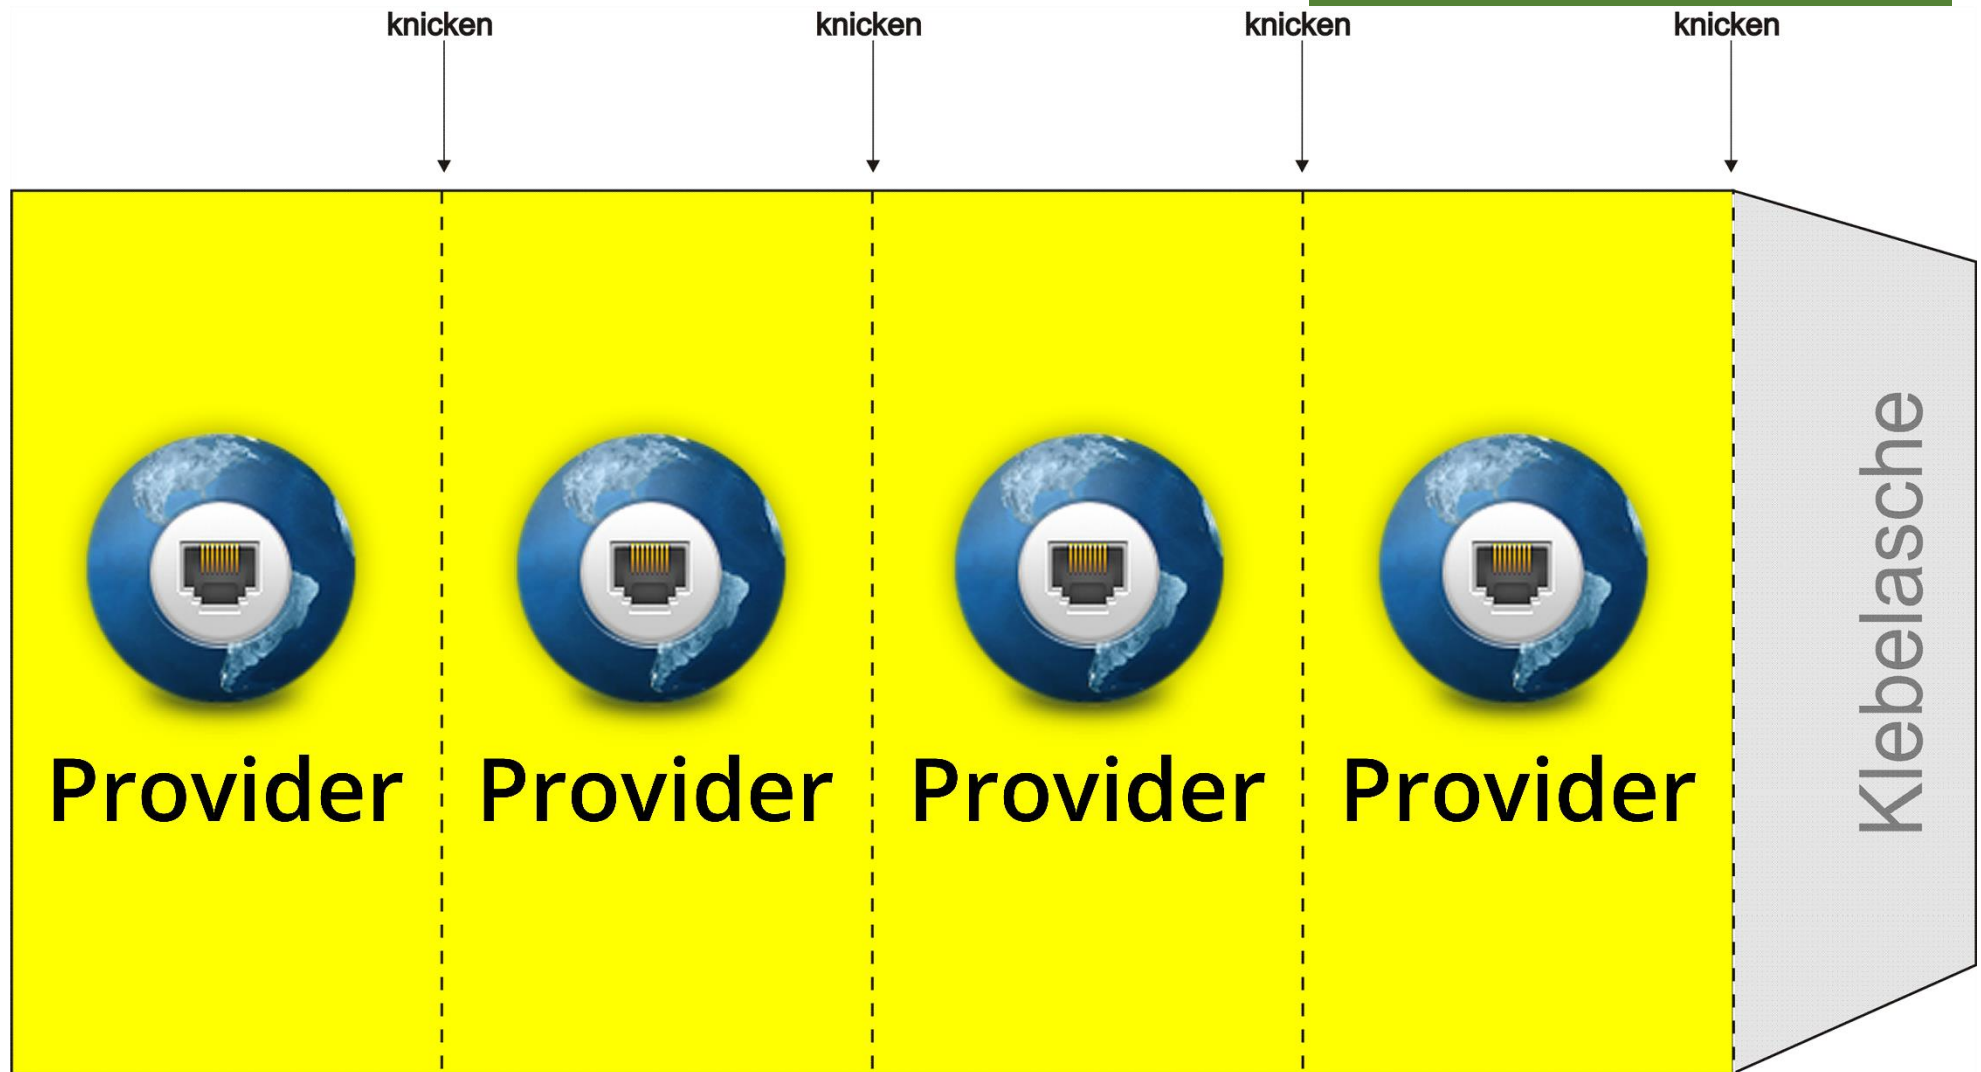 knicken
knicken
knicken
knicken
Provider
Provider
Provider
Provider
Klebelasche